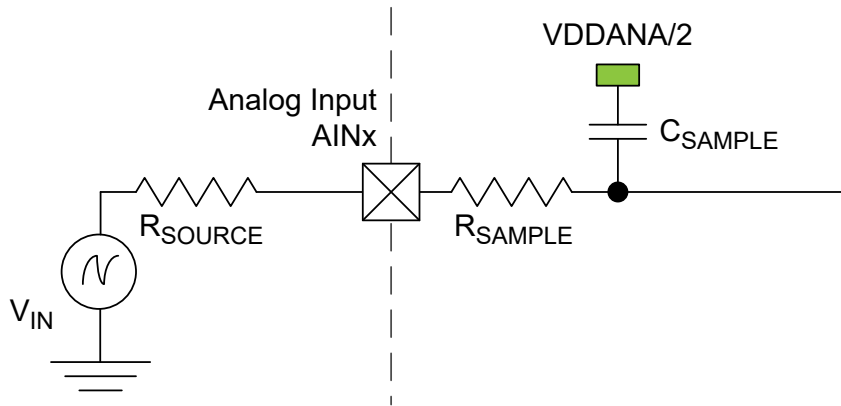 VDDANA/2
Analog Input
AINx
CSAMPLE
RSOURCE
RSAMPLE
VIN